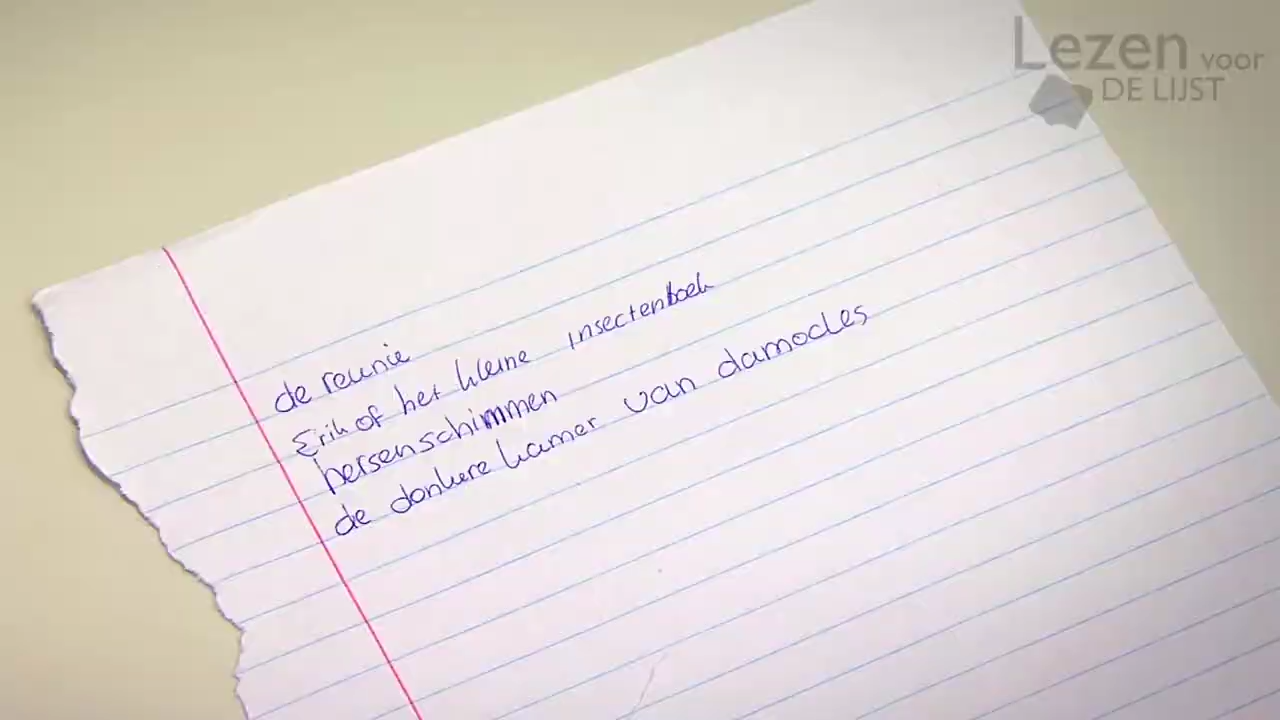 Lezen voor
DE LIJST
de reunie
Erik of het kleine insectenboek
hersenschimmen
de donkere kamer van damocles